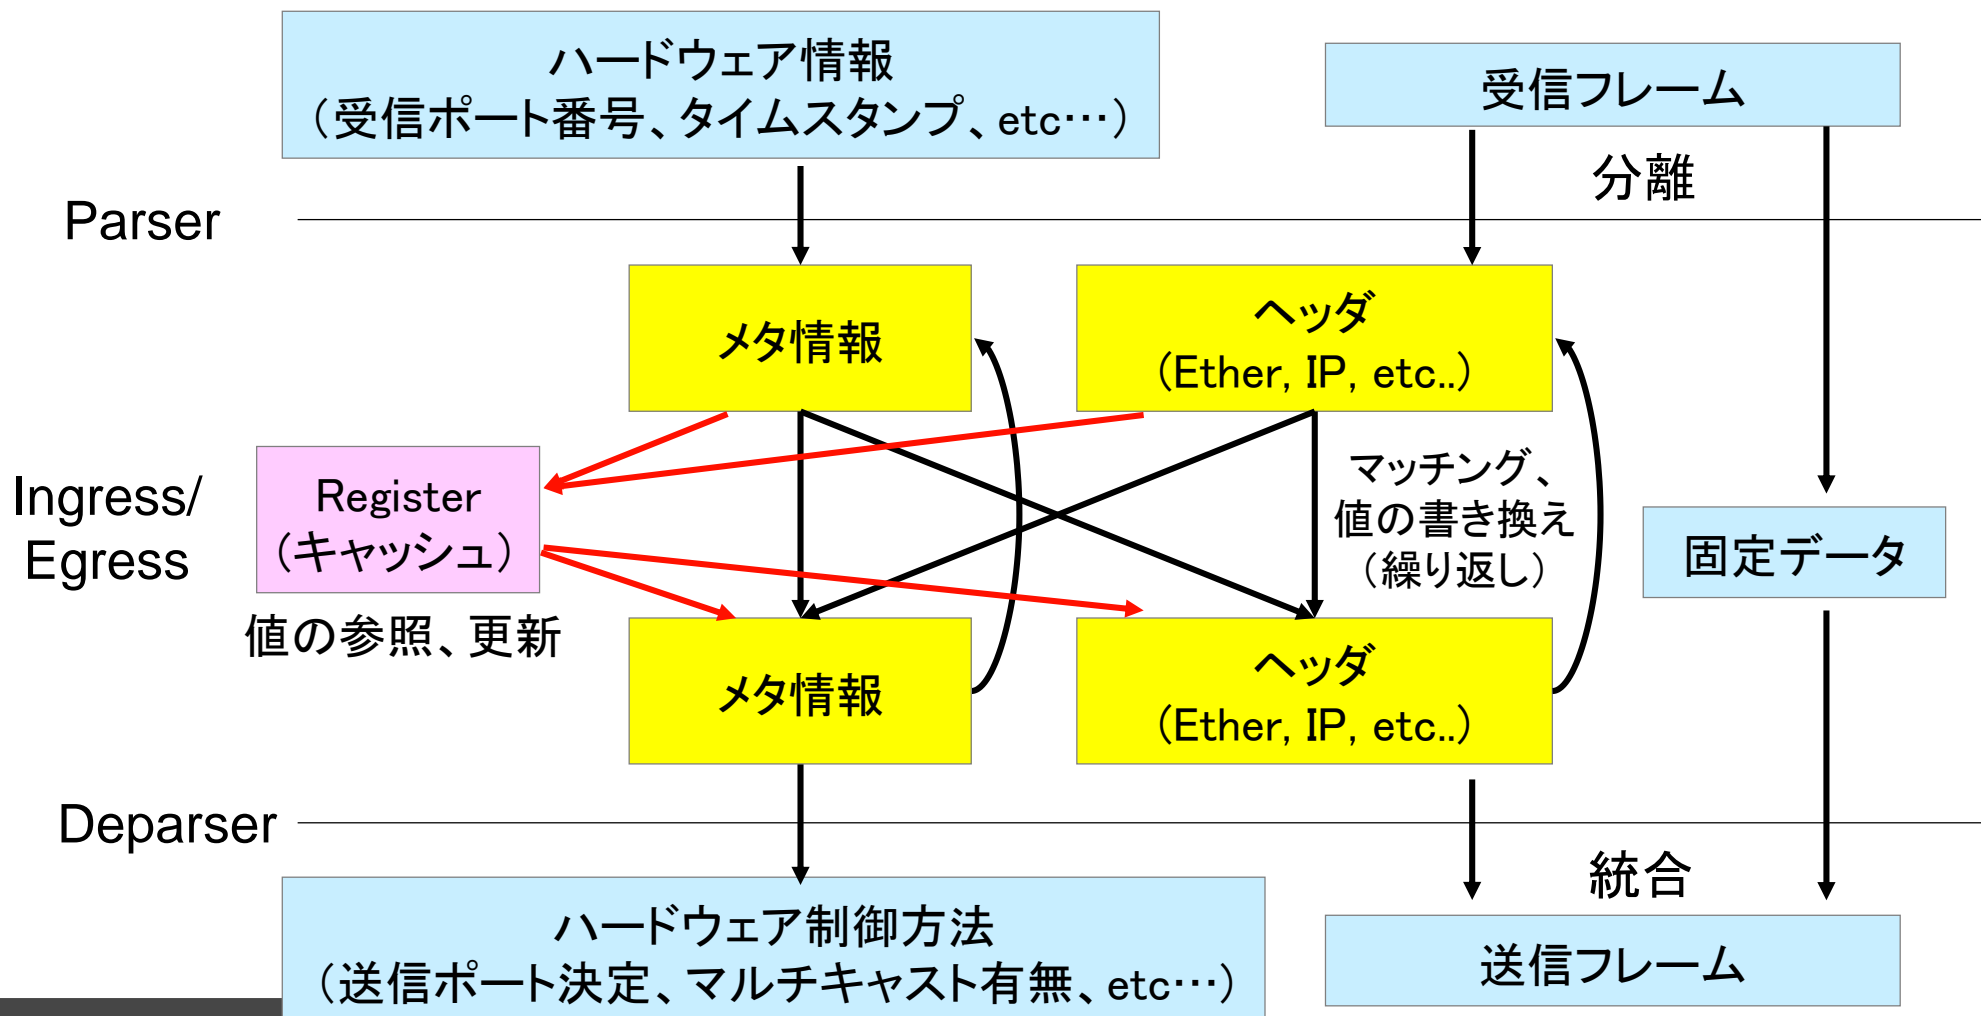 ハードウェア情報
（受信ポート番号、タイムスタンプ、etc…）
受信フレーム
分離
Parser
メタ情報
ヘッダ
（Ether, IP, etc..）
Ingress/
Egress
Register
（キャッシュ）
値の参照、更新
マッチング、
値の書き換え
（繰り返し）
固定データ
メタ情報
ヘッダ
（Ether, IP, etc..）
Deparser
統合
ハードウェア制御方法
（送信ポート決定、マルチキャスト有無、etc…）
送信フレーム